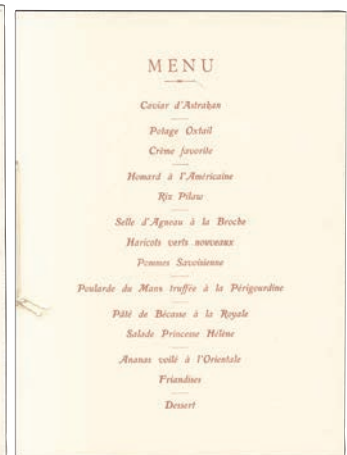 MENU
Caviar d'Astrakan
Potage Oxtail
Crème favorite
Homard à l'Américaine
Riz Pilaw
Selle d'Agneau à la Broche
Haricots verts nouveaux
Pommes Savoisienne
Poularde du Mans truffée à la Périgourdine
Pâté de Bécasse à la Royale
Salade Princesse Hélène
Ananas voilé à l'Orientale
Friandises
Dessert